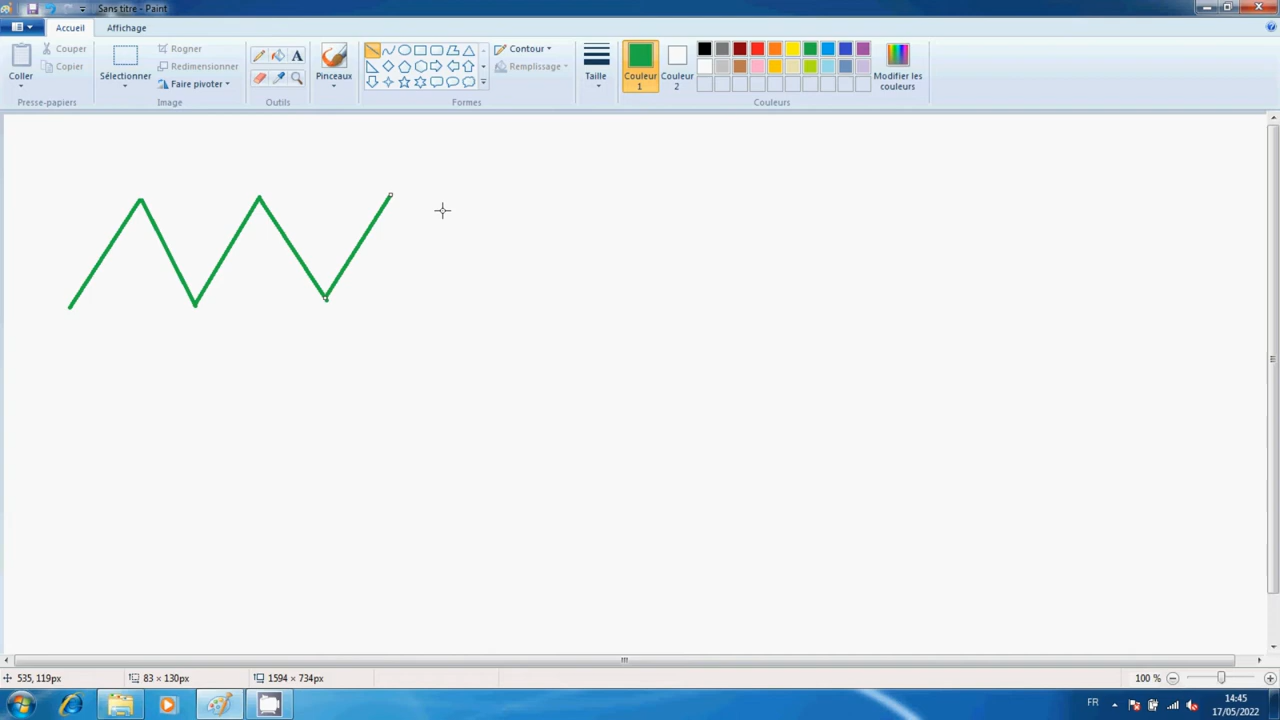 Sans titre - Paint
Accueil
Affichage
Coller
Couper
Copier
Presse-papiers
Sélectionner
Rogner
Redimensionner
Faire pivoter
Image
A
Outils
Pinceaux
Contour
Remplissage
Formes
Taille
Couleur
1
Couleur
2
Modifier les
couleurs
Couleurs
535, 119px
83 × 130px
1594 × 734px
100 %
FR
14:45
17/05/2022